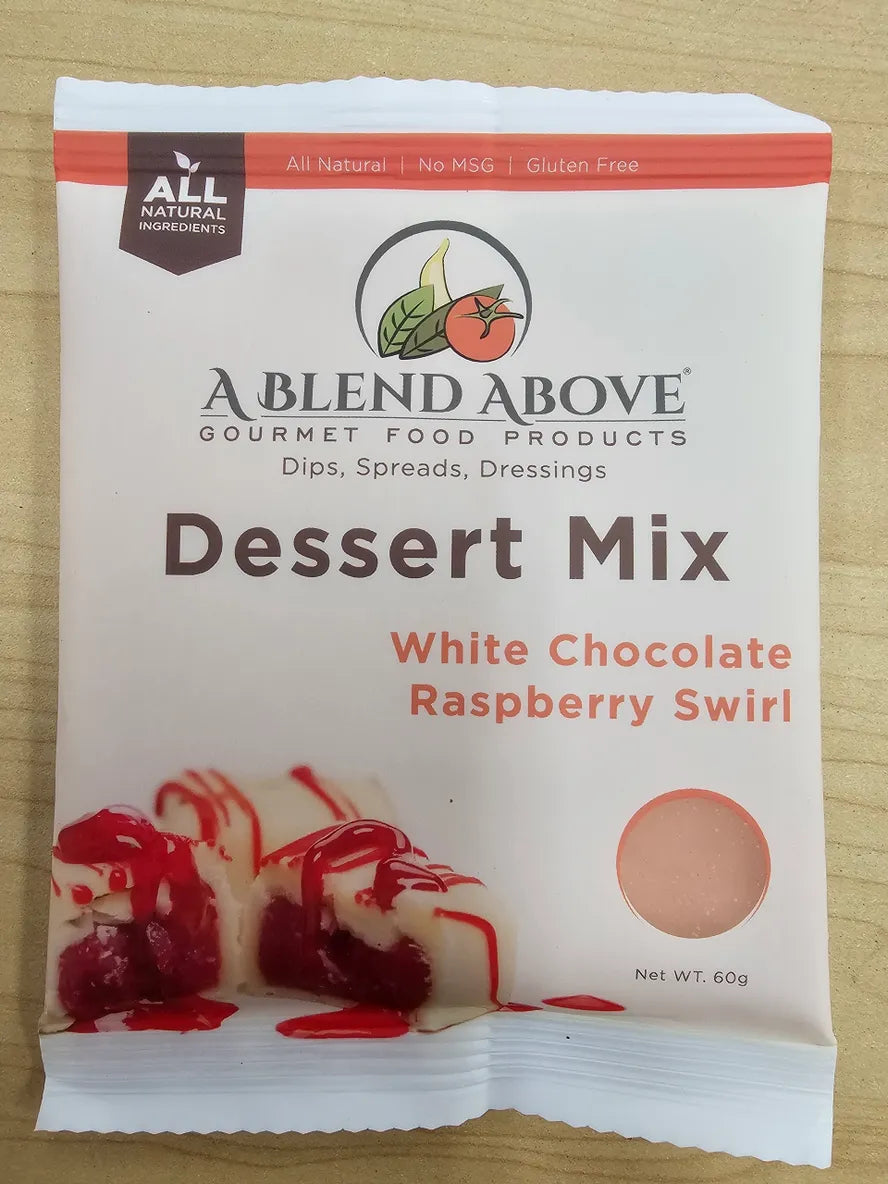 All Natural | No MSG | Gluten Free
ALL
NATURAL
INGREDIENTS
A BLEND ABOVE®
GOURMET FOOD PRODUCTS
Dips, Spreads, Dressings
Dessert Mix
White Chocolate
Raspberry Swirl
Net WT. 60g